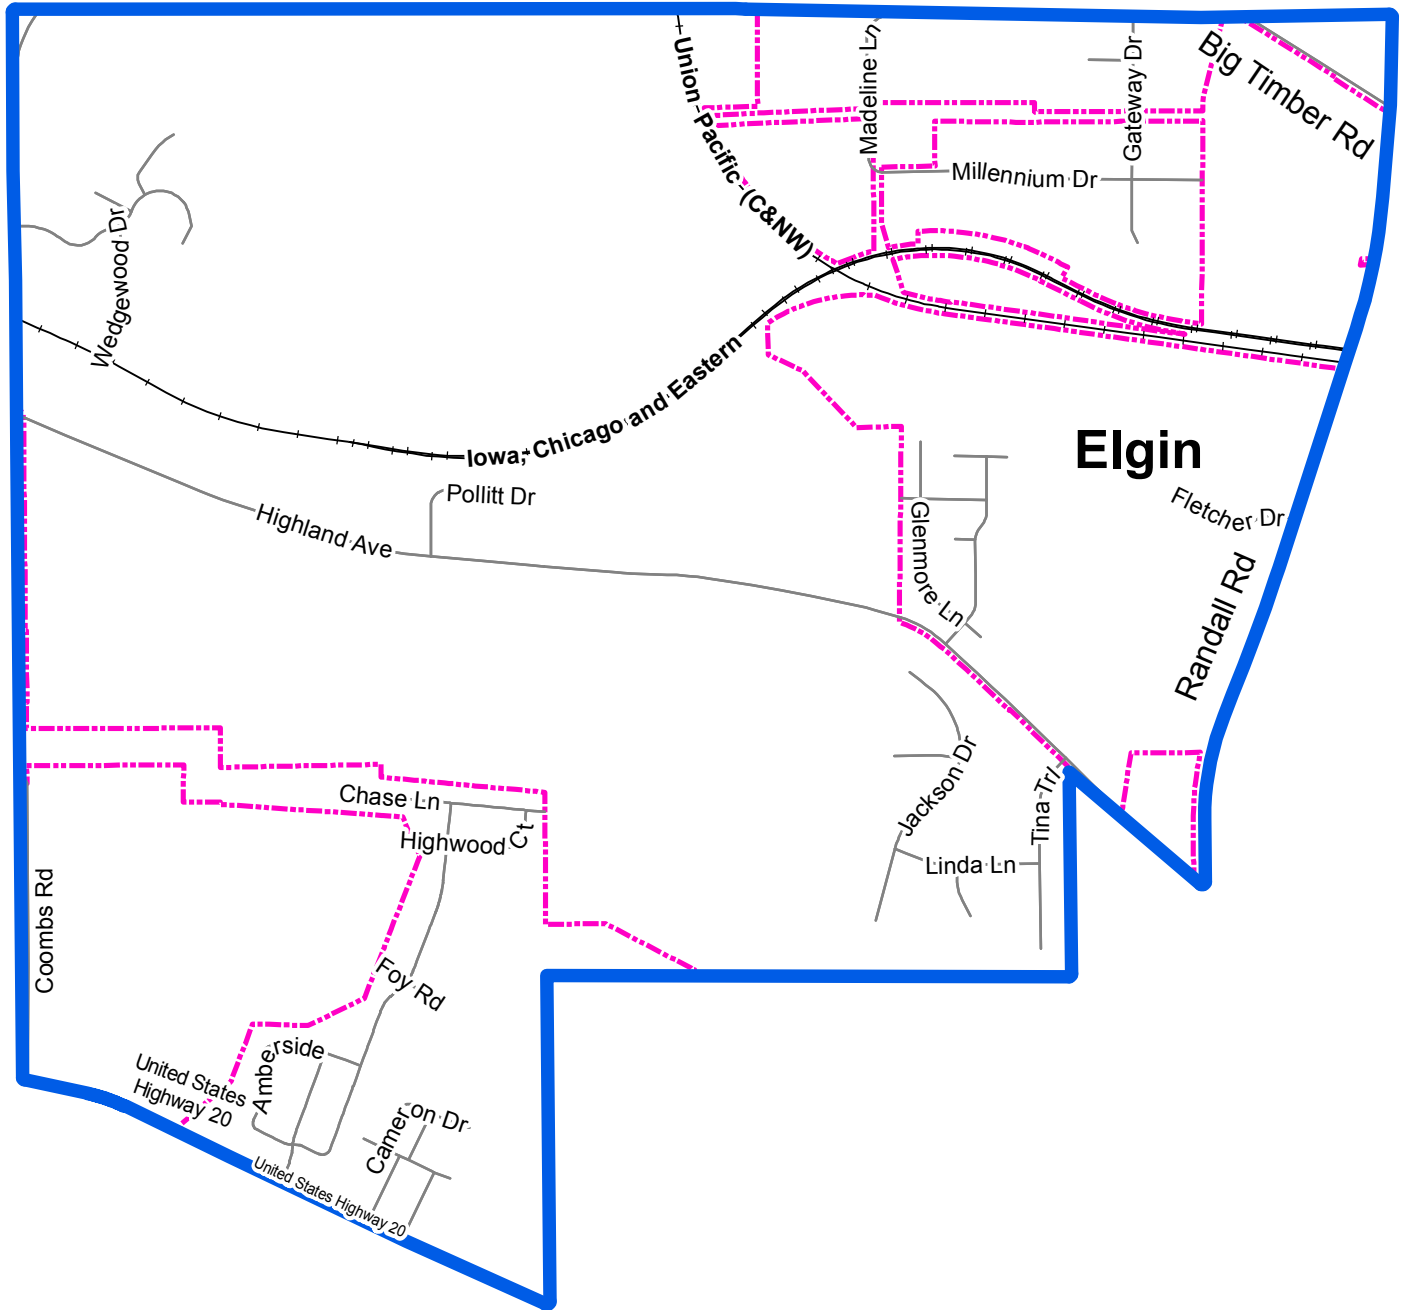 Union Pacific (C&NW)
Madeline Ln
Gateway Dr
Big Timber Rd
Millennium Dr
Wedgewood Dr
Iowa, Chicago and Eastern
Elgin
Pollitt Dr
Highland Ave
Glenmore Ln
Fletcher Dr
Randall Rd
Jackson Dr
Tina Trl
Linda Ln
Chase Ln
Highwood Ct
Coombs Rd
Foy Rd
Amberside
United States
Highway 20
Cameron Dr
United States Highway 20